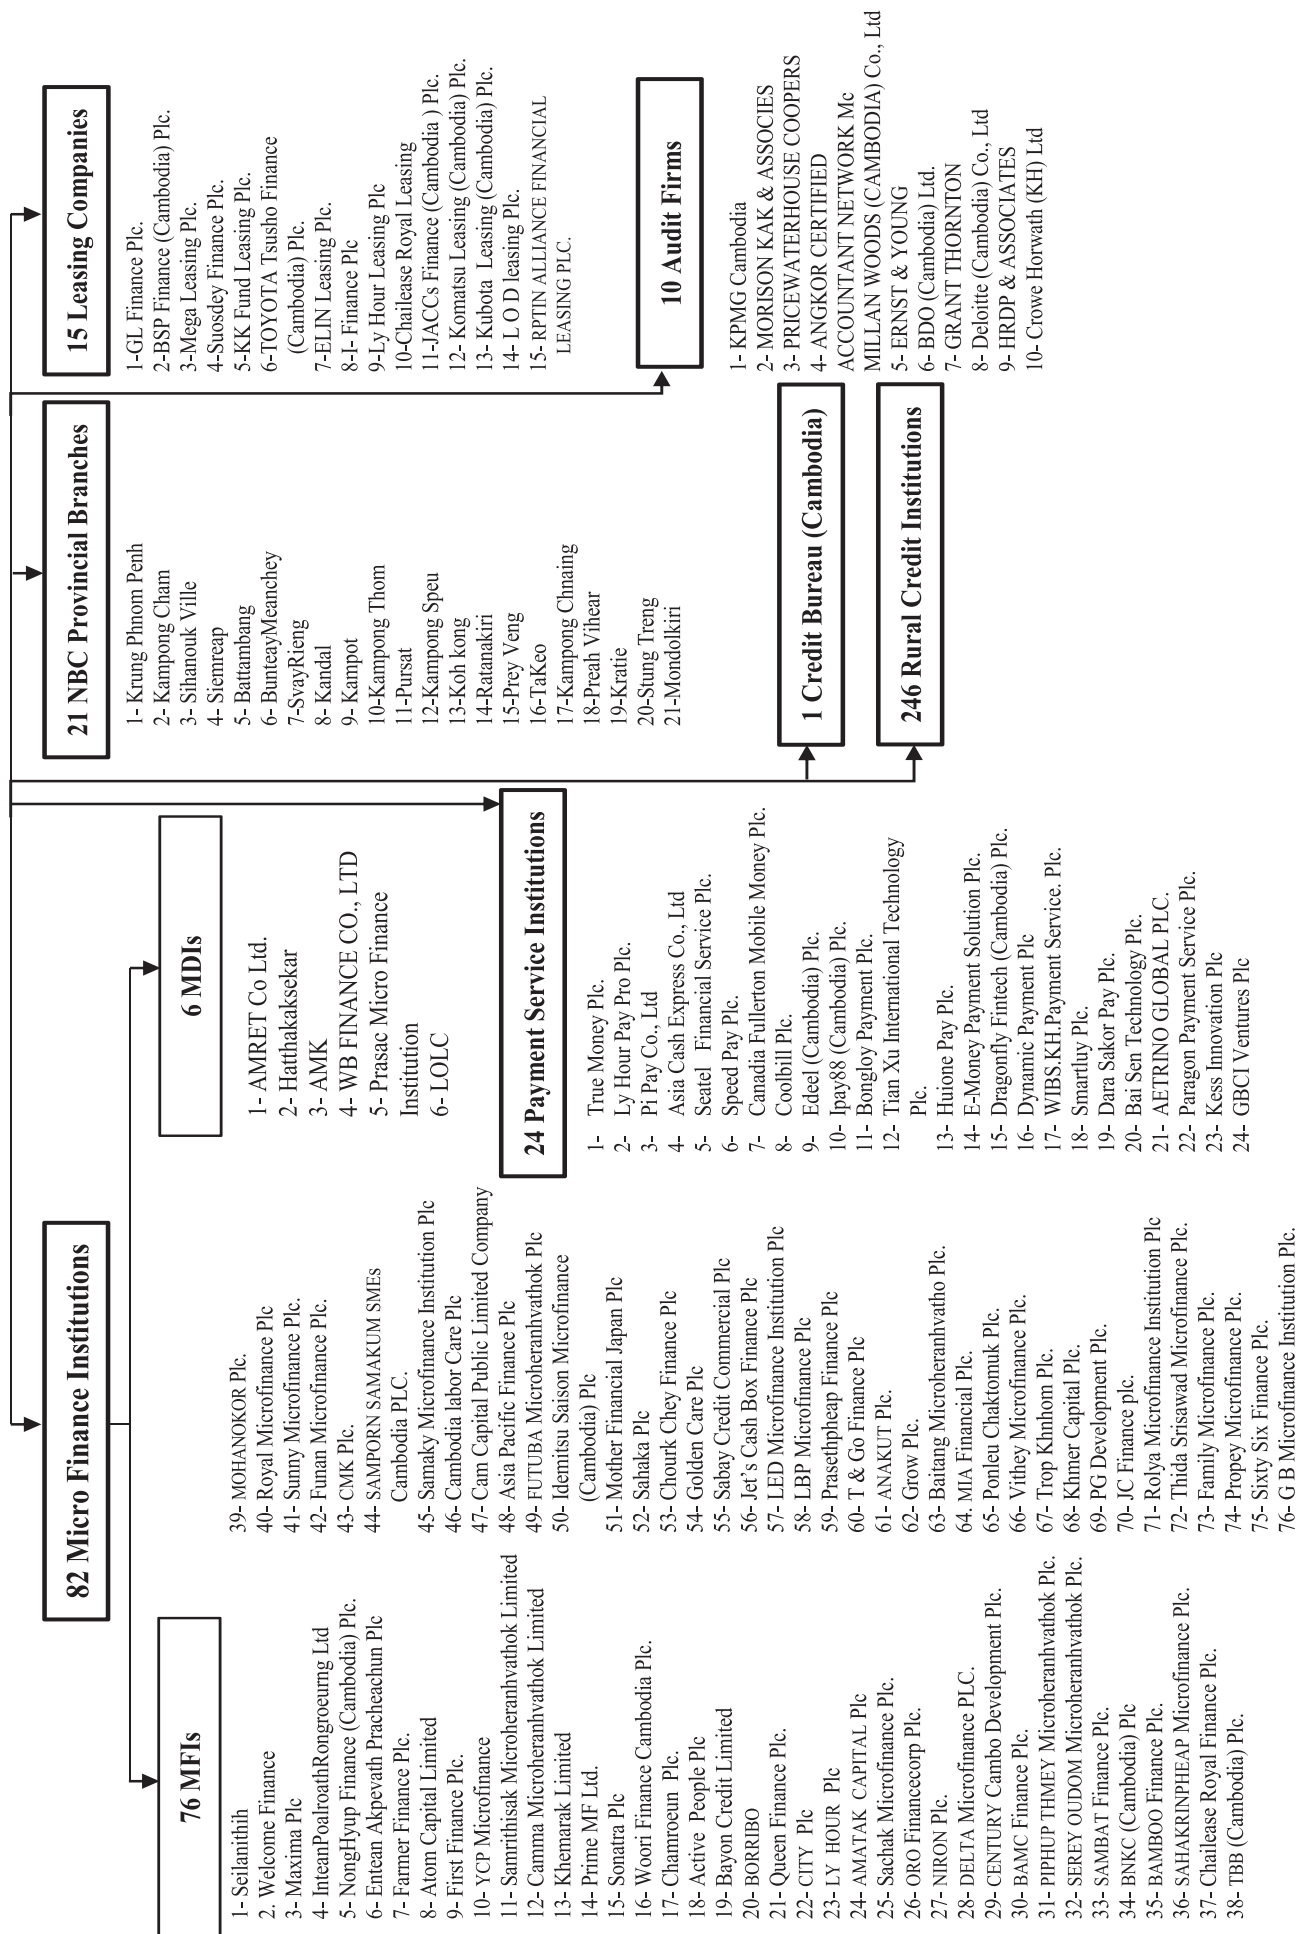 82 Micro Finance Institutions
76 MFIs
1- Seilanithih
2. Welcome Finance
3- Maxima Plc
4- InteanPoalroathRongroeurng Ltd
5- NongHyup Finance (Cambodia) Plc.
6- Entean Akpevath Pracheachun Plc
7- Farmer Finance Plc.
8- Atom Capital Limited
9- First Finance Plc.
10- YCP Microfinance
11- Samrithisak Microheranhvathok Limited
12- Camma Microheranhvathok Limited
13- Khemarak Limited
14- Prime MF Ltd.
15- Sonatra Plc
16- Woori Finance Cambodia Plc.
17- Chamroeun Plc.
18- Active People Plc
19- Bayon Credit Limited
20- BORRIBO
21- Queen Finance Plc.
22- CITY Plc
23- LY HOUR Plc
24- AMATAK CAPITAL Plc
25- Sachak Microfinance Plc.
26- ORO Financecorp Plc.
27- NIRON Plc.
28- DELTA Microfinance PLC.
29- CENTURY Cambo Development Plc.
30- BAMC Finance Plc.
31- PIPHUP THMEY Microheranhvathok Plc.
32- SEREY OUDOM Microheranhvathok Plc.
33- SAMBAT Finance Plc.
34- BNKC (Cambodia) Plc
35- BAMBOO Finance Plc.
36- SAHAKRINPHEAP Microfinance Plc.
37- Chailease Royal Finance Plc.
38- TBB (Cambodia) Plc.
39- MOHANOKOR Plc.
40- Royal Microfinance Plc
41- Sunny Microfinance Plc.
42- Funan Microfinance Plc.
43- CMK Plc.
44- SAMPORN SAMAKUM SMEs
Cambodia PLC.
45- Samaky Microfinance Institution Plc
46- Cambodia labor Care Plc
47- Cam Capital Public Limited Company
48- Asia Pacific Finance Plc
49- FUTUBA Microheranhvathok Plc
50- Idemitsu Saison Microfinance
(Cambodia) Plc
51- Mother Financial Japan Plc
52- Sahaka Plc
53- Chourk Chey Finance Plc
54- Golden Care Plc
55- Sabay Credit Commercial Plc
56- Jet's Cash Box Finance Plc
57- LED Microfinance Institution Plc
58- LBP Microfinance Plc
59- Prasethpheap Finance Plc
60- T & Go Finance Plc
61- ANAKUT Plc.
62- Grow Plc.
63- Baitang Microheranhvatho Plc.
64. MIA Financial Plc.
65- Ponleu Chaktomuk Plc.
66- Vithey Microfinance Plc.
67- Trop Khnhom Plc.
68- Khmer Capital Plc.
69- PG Development Plc.
70- JC Finance plc.
71- Rolya Microfinance Institution Plc
72- Thida Srisawad Microfinance Plc.
73- Family Microfinance Plc.
74- Propey Microfinance Plc.
75- Sixty Six Finance Plc.
76- G B Microfinance Institution Plc.
6 MDIs
1- AMRET Co Ltd.
2- Hatthakaksekar
3- AMK
4- WB FINANCE CO., LTD
5- Prasac Micro Finance
Institution
6- LOLC
24 Payment Service Institutions
1- True Money Plc.
2- Ly Hour Pay Pro Plc.
3- Pi Pay Co., Ltd
4- Asia Cash Express Co., Ltd
5- Seatel Financial Service Plc.
6- Speed Pay Plc.
7- Canadia Fullerton Mobile Money Plc.
8- Coolbill Plc.
9- Edeel (Cambodia) Plc.
10- Ipay88 (Cambodia) Plc.
11- Bongloy Payment Plc.
12- Tian Xu International Technology
Plc.
13- Huione Pay Plc.
14- E-Money Payment Solution Plc.
15- Dragonfly Fintech (Cambodia) Plc.
16- Dynamic Payment Plc
17- WIBS.KH.Payment Service. Plc.
18- Smartluy Plc.
19- Dara Sakor Pay Plc.
20- Bai Sen Technology Plc.
21- AETRINO GLOBAL PLC.
22- Paragon Payment Service Plc.
23- Kess Innovation Plc
24- GBCI Ventures Plc
21 NBC Provincial Branches
1- Krung Phnom Penh
2- Kampong Cham
3- Sihanouk Ville
4- Siemreap
5- Battambang
6- BunteayMeanchey
7-SvayRieng
8- Kandal
9- Kampot
10-Kampong Thom
11-Pursat
12-Kampong Speu
13-Koh kong
14-Ratanakiri
15-Prey Veng
16-TaKeo
17-Kampong Chnaing
18-Preah Vihear
19-Kratie
20-Stung Treng
21-Mondolkiri
1 Credit Bureau (Cambodia)
246 Rural Credit Institutions
15 Leasing Companies
1-GL Finance Plc.
2-BSP Finance (Cambodia) Plc.
3-Mega Leasing Plc.
4-Suosdey Finance Plc.
5-KK Fund Leasing Plc.
6-TOYOTA Tsusho Finance
(Cambodia) Plc.
7-ELIN Leasing Plc.
8-I- Finance Plc
9-Ly Hour Leasing Plc
10-Chailease Royal Leasing
11-JACCs Finance (Cambodia ) Plc.
12- Komatsu Leasing (Cambodia) Plc.
13- Kubota Leasing (Cambodia) Plc.
14- L O D leasing Plc.
15- RPTIN ALLIANCE FINANCIAL
LEASING PLC.
10 Audit Firms
1- KPMG Cambodia
2- MORISON KAK & ASSOCIES
3- PRICEWATERHOUSE COOPERS
4- ANGKOR CERTIFIED
ACCOUNTANT NETWORK Mc
MILLAN WOODS (CAMBODIA) Co., Ltd
5- ERNST & YOUNG
6- BDO (Cambodia) Ltd.
7- GRANT THORNTON
8- Deloitte (Cambodia) Co., Ltd
9- HRDP & ASSOCIATES
10- Crowe Horwath (KH) Ltd